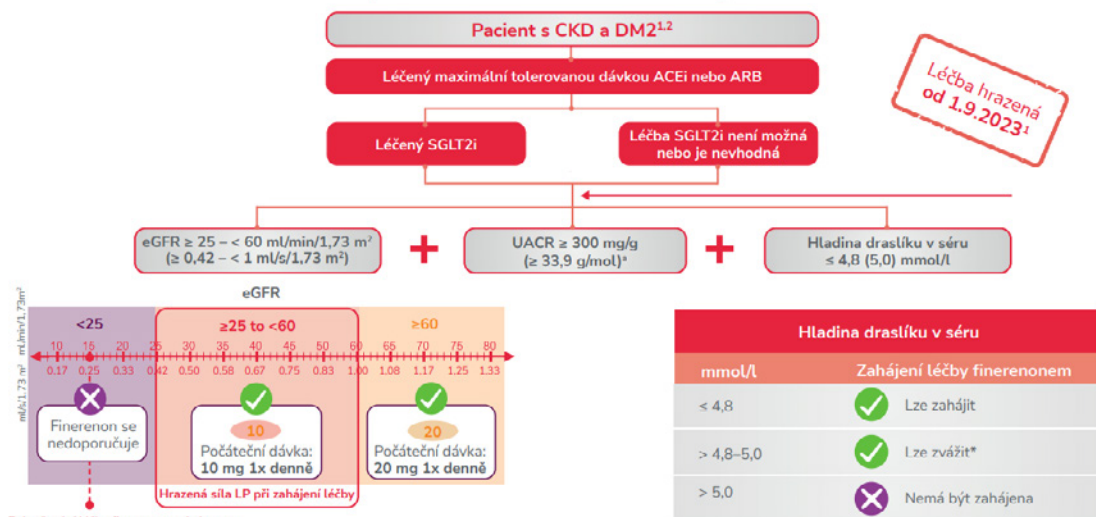 Pacient s CKD a DM2¹,²
Léčený maximální tolerovanou dávkou ACEi nebo ARB
Léčba hrazená
od 1.9.2023¹
Léčený SGLT2i
Léčba SGLT2i není možná
nebo je nevhodná
eGFR ≥ 25 – < 60 ml/min/1,73 m²
(≥ 0,42 – < 1 ml/s/1,73 m²)
+
UACR ≥ 300 mg/g
(≥ 33,9 g/mol)ᵃ
+
Hladina draslíku v séru
≤ 4,8 (5,0) mmol/l
eGFR
<25
≥25 to <60
≥60
mL/min/1.73m²
10 15 20 25 30 35 40 45 50 55 60 65 70 75 80
ml/s/1.73 m²
0.17 0.25 0.33 0.42 0.50 0.58 0.67 0.75 0.83 1.00 1.08 1.17 1.25 1.33
Finerenon se
nedoporučuje
10
Počáteční dávka:
10 mg 1x denně
20
Počáteční dávka:
20 mg 1x denně
Hrazená síla LP při zahájení léčby
Hladina draslíku v séru
mmol/l Zahájení léčby finerenonem
≤ 4,8 Lze zahájit
> 4,8–5,0 Lze zvážit*
> 5,0 Nemá být zahájena